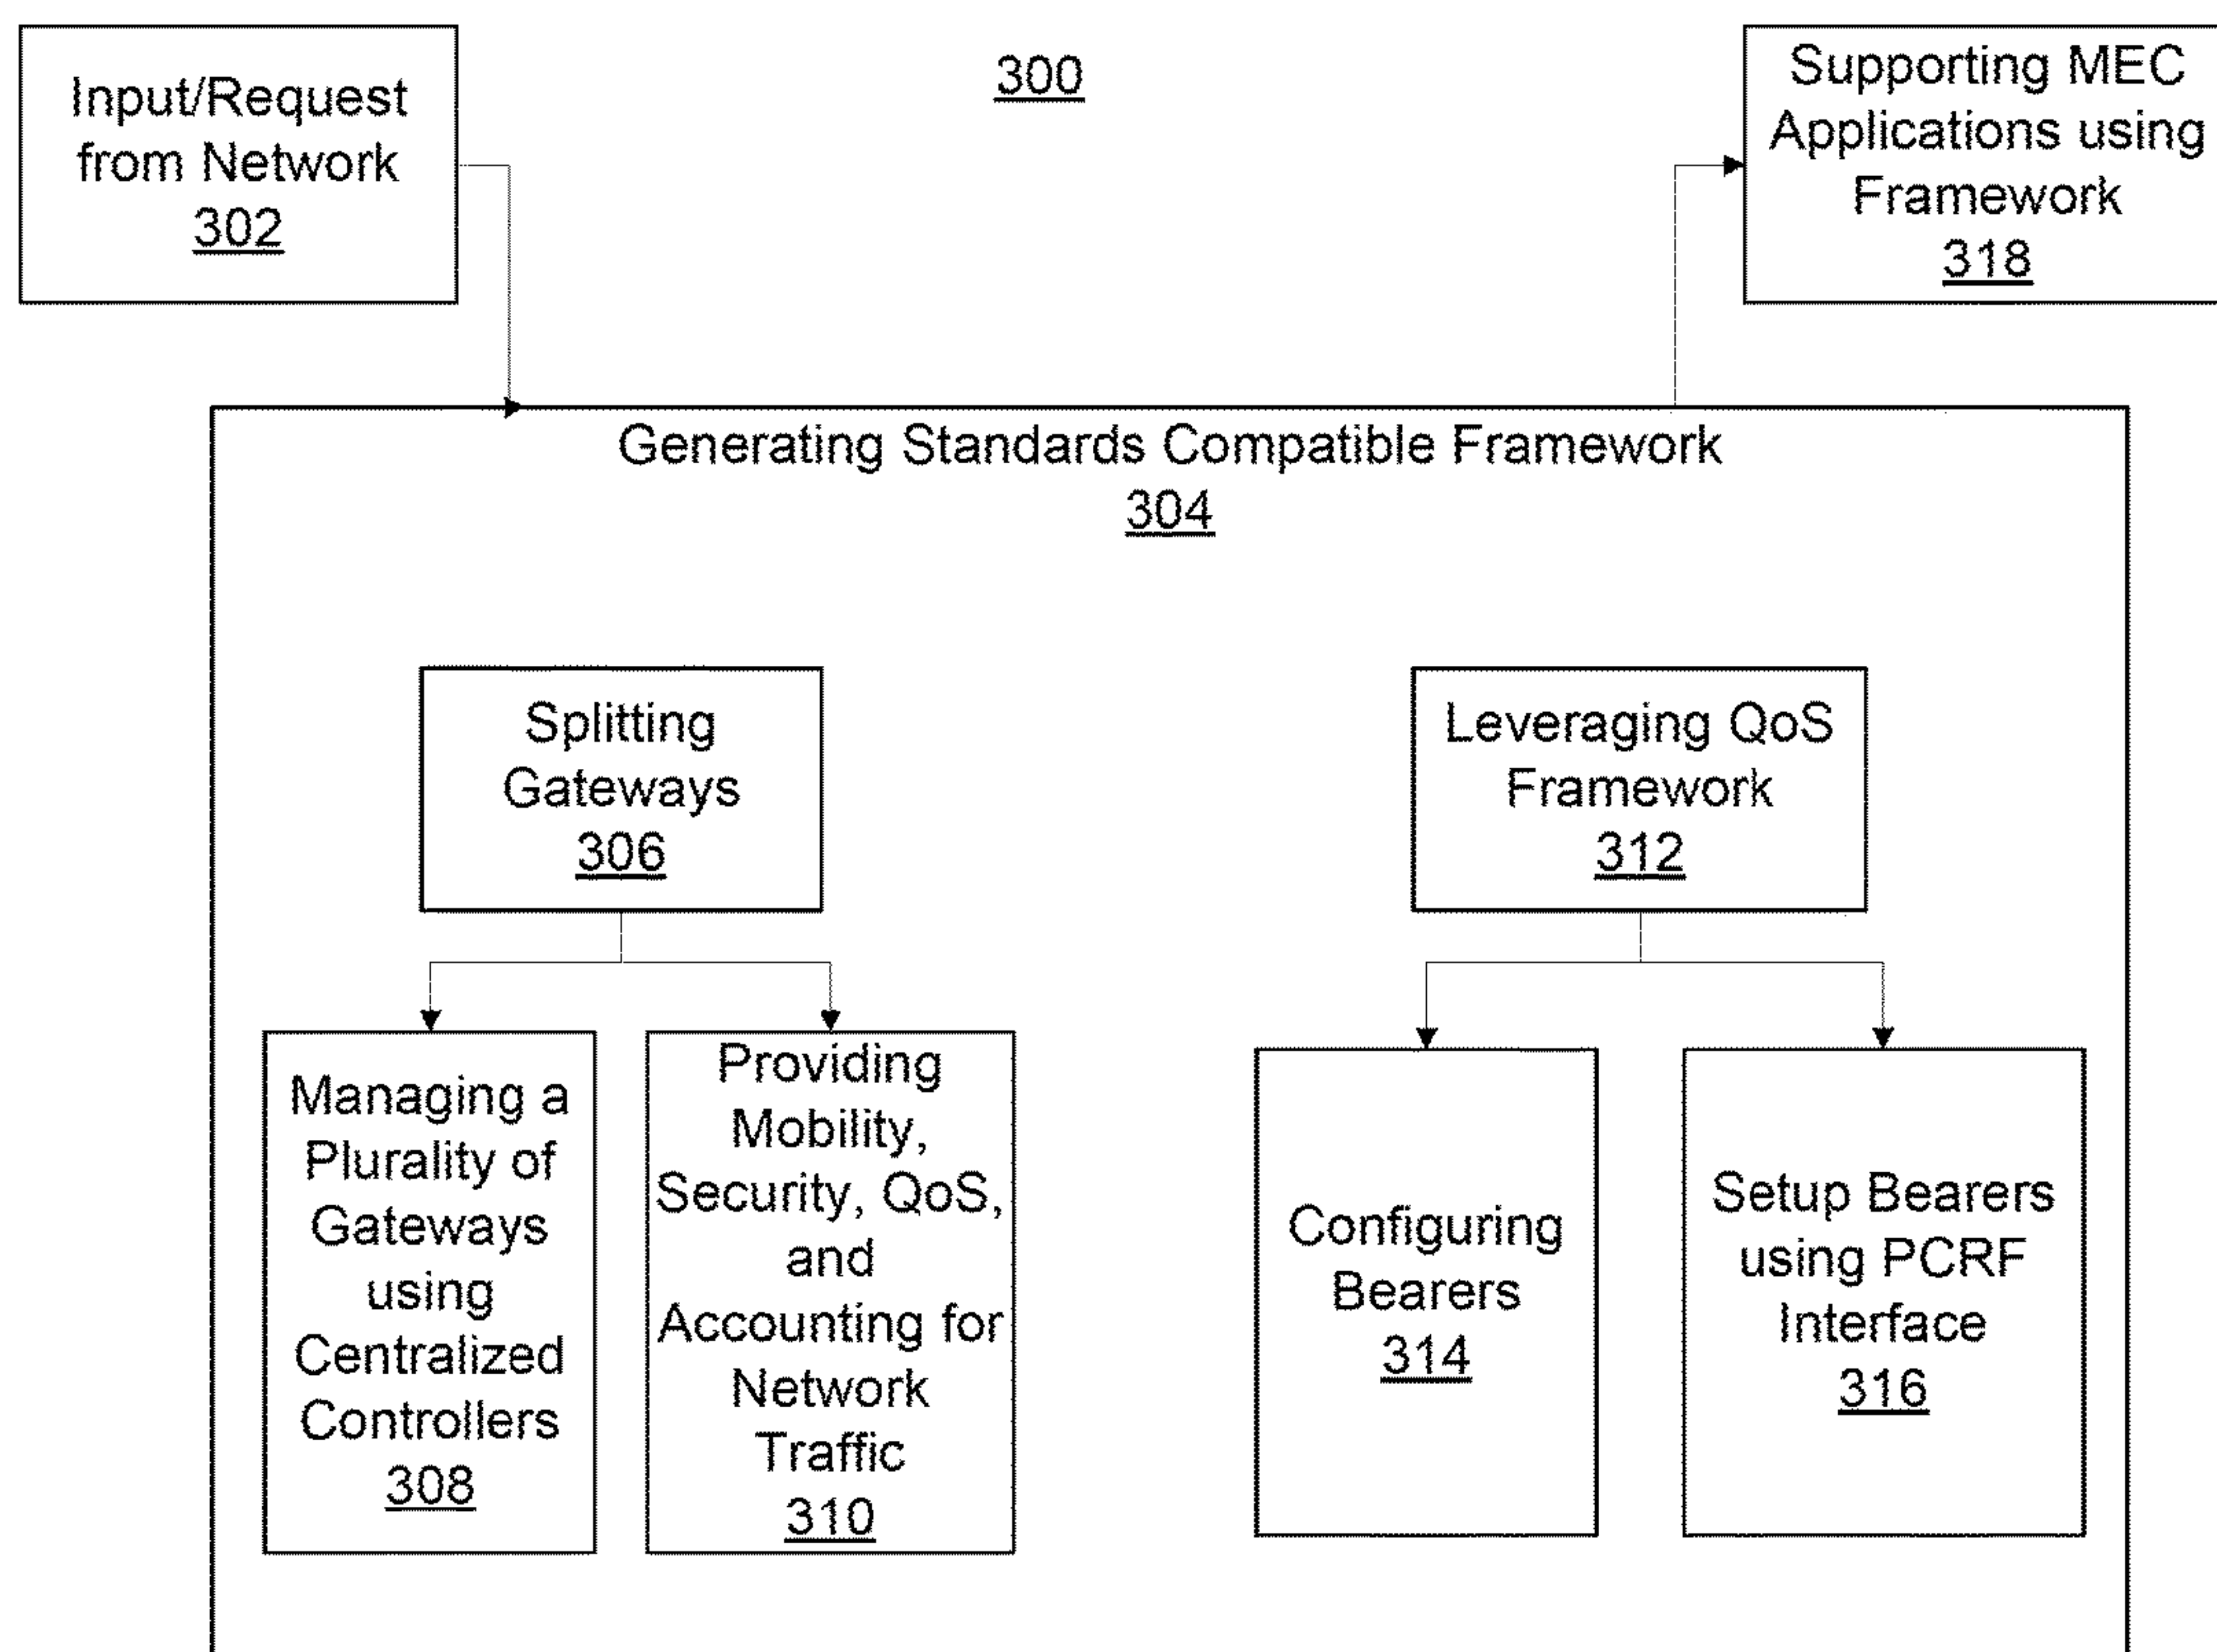 Input/Request
from Network
302
300
Supporting MEC
Applications using
Framework
318
Generating Standards Compatible Framework
304
Splitting
Gateways
306
Leveraging QoS
Framework
312
Managing a
Plurality of
Gateways
using
Centralized
Controllers
308
Providing
Mobility,
Security, QoS,
and
Accounting for
Network
Traffic
310
Configuring
Bearers
314
Setup Bearers
using PCRF
Interface
316